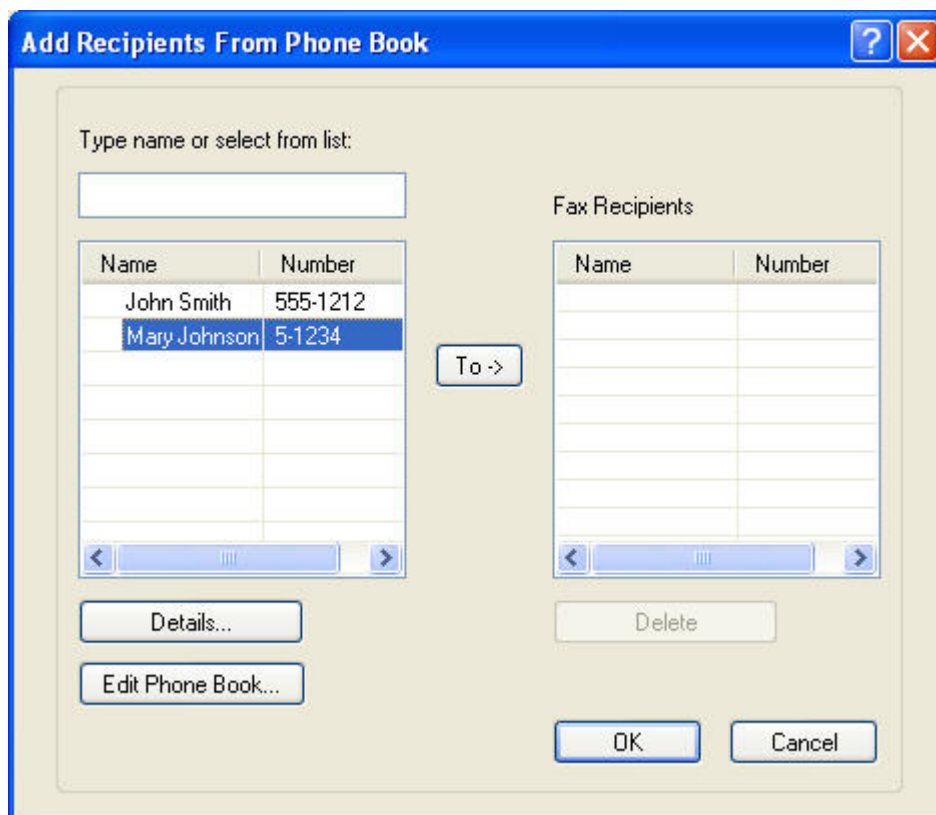 Add Recipients From Phone Book
Type name or select from list:
Name Number
John Smith 555-1212
Mary Johnson 5-1234
To ->
Fax Recipients
Name Number
Details...
Edit Phone Book...
Delete
OK Cancel